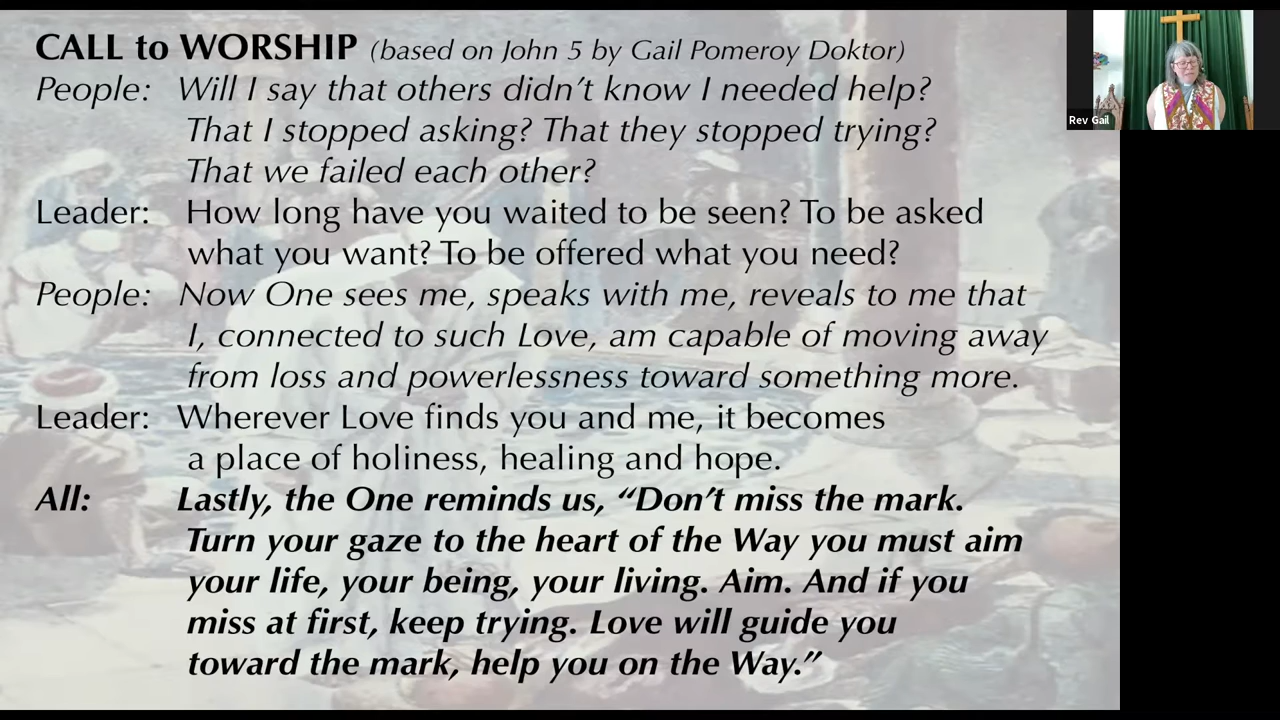 CALL to WORSHIP (based on John 5 by Gail Pomeroy Doktor)
People: Will I say that others didn't know I needed help?
That I stopped asking? That they stopped trying?
That we failed each other?
Leader: How long have you waited to be seen? To be asked
what you want? To be offered what you need?
People: Now One sees me, speaks with me, reveals to me that
I, connected to such Love, am capable of moving away
from loss and powerlessness toward something more.
Leader: Wherever Love finds you and me, it becomes
a place of holiness, healing and hope.
All: Lastly, the One reminds us, “Don't miss the mark.
Turn your gaze to the heart of the Way you must aim
your life, your being, your living. Aim. And if you
miss at first, keep trying. Love will guide you
toward the mark, help you on the Way.”
Rev Gail